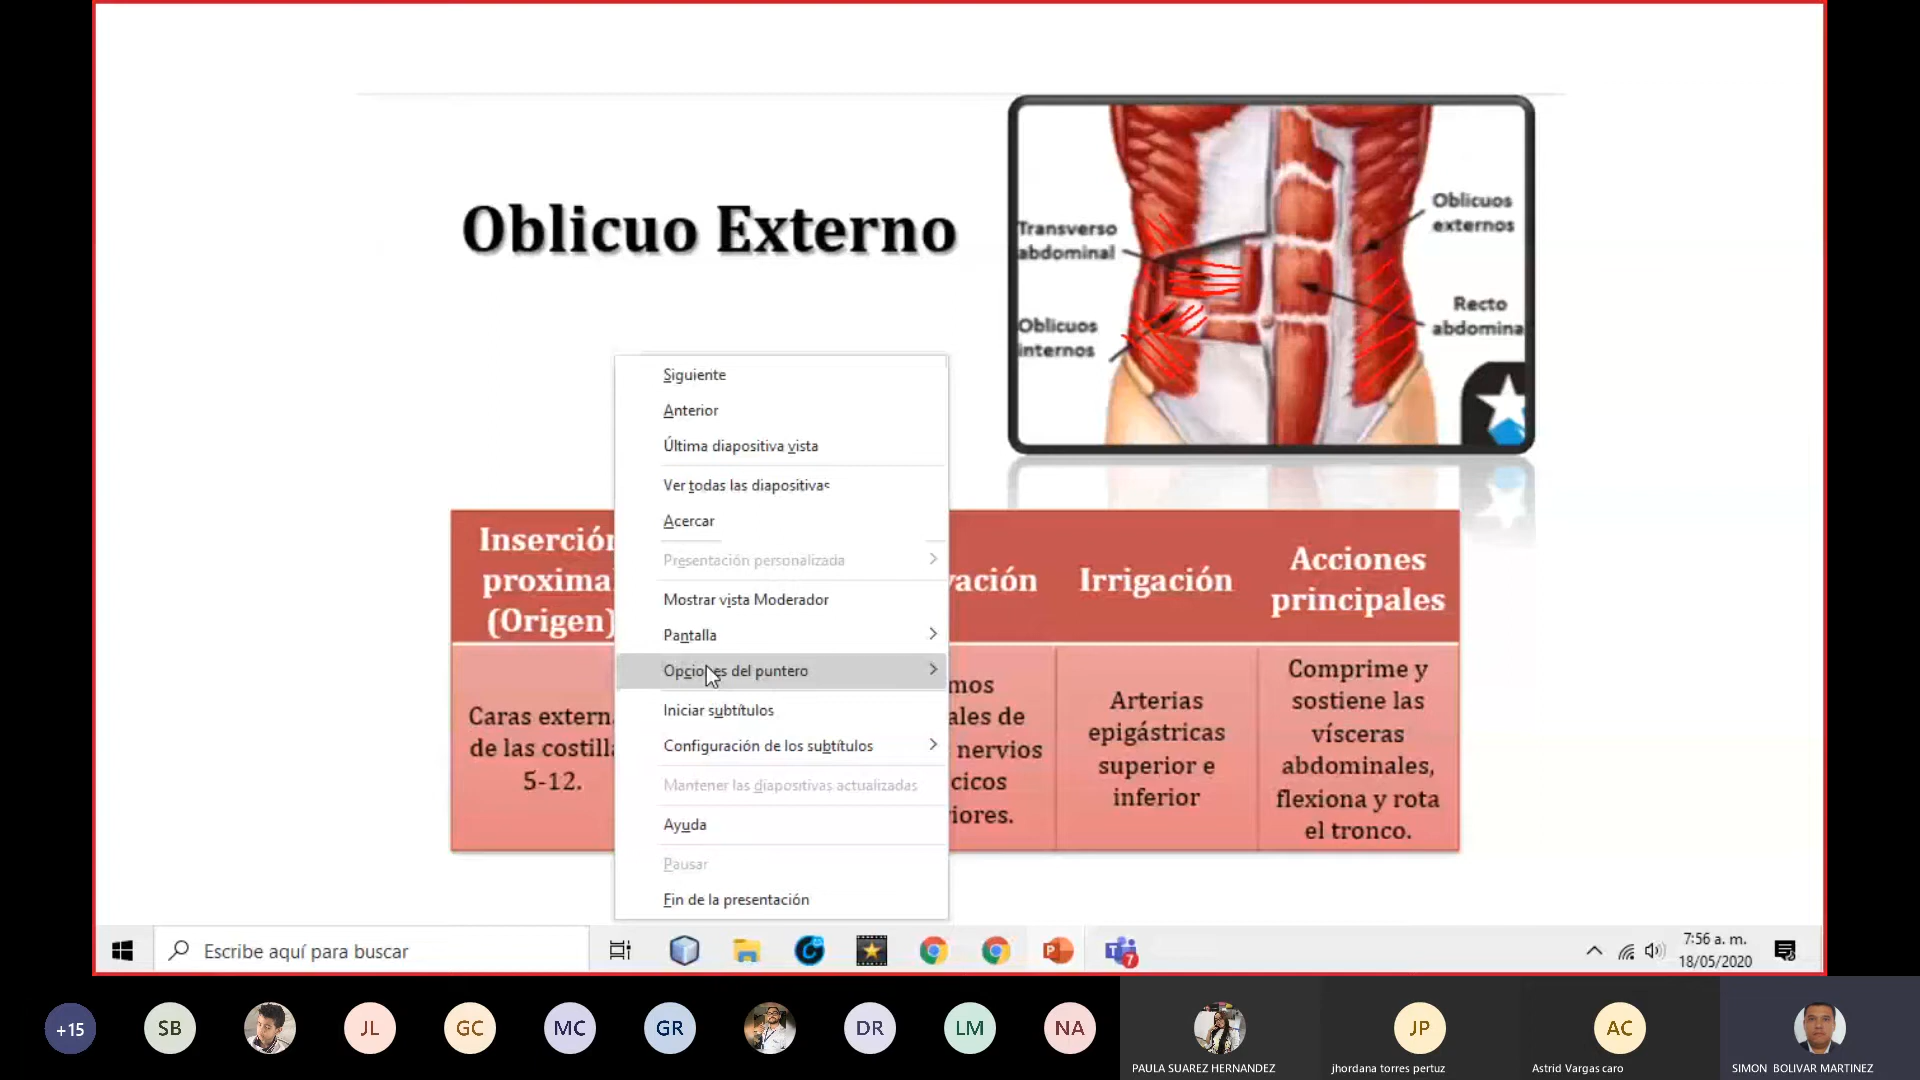 Oblicuo Externo
Transverso
abdominal
Oblicuos
internos
Oblicuos
externos
Recto
abdomina
Siguiente
Anterior
Última diapositiva vista
Ver todas las diapositivas
Acercar
Presentación personalizada
Mostrar vista Moderador
Pantalla
Opciones del puntero
Iniciar subtítulos
Configuración de los subtítulos
Mantener las diapositivas actualizadas
Ayuda
Pausar
Fin de la presentación
Inserción
proxima
(Origen)
vación
Irrigación
Acciones
principales
Caras extern
de las costill
5-12.
mos
ales de
nervios
cicos
iores.
Arterias
epigástricas
superior e
inferior
Comprime y
sostiene las
vísceras
abdominales,
flexiona y rota
el tronco.
Escribe aquí para buscar
7
7:56 a. m.
18/05/2020
+15
SB
JL
GC
MC
GR
DR
LM
NA
JP
AC
PAULA SUAREZ HERNANDEZ
jhordana torres pertuz
Astrid Vargas caro
SIMON BOLIVAR MARTINEZ